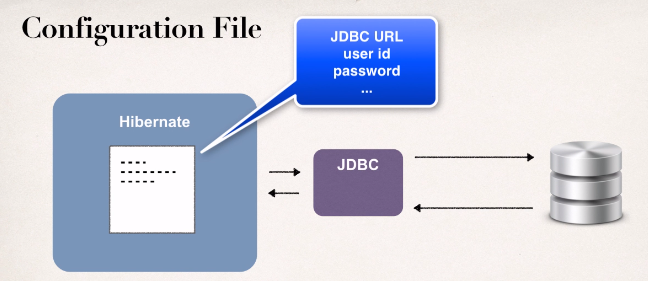 Configuration File
JDBC URL
user id
password
...
Hibernate
JDBC